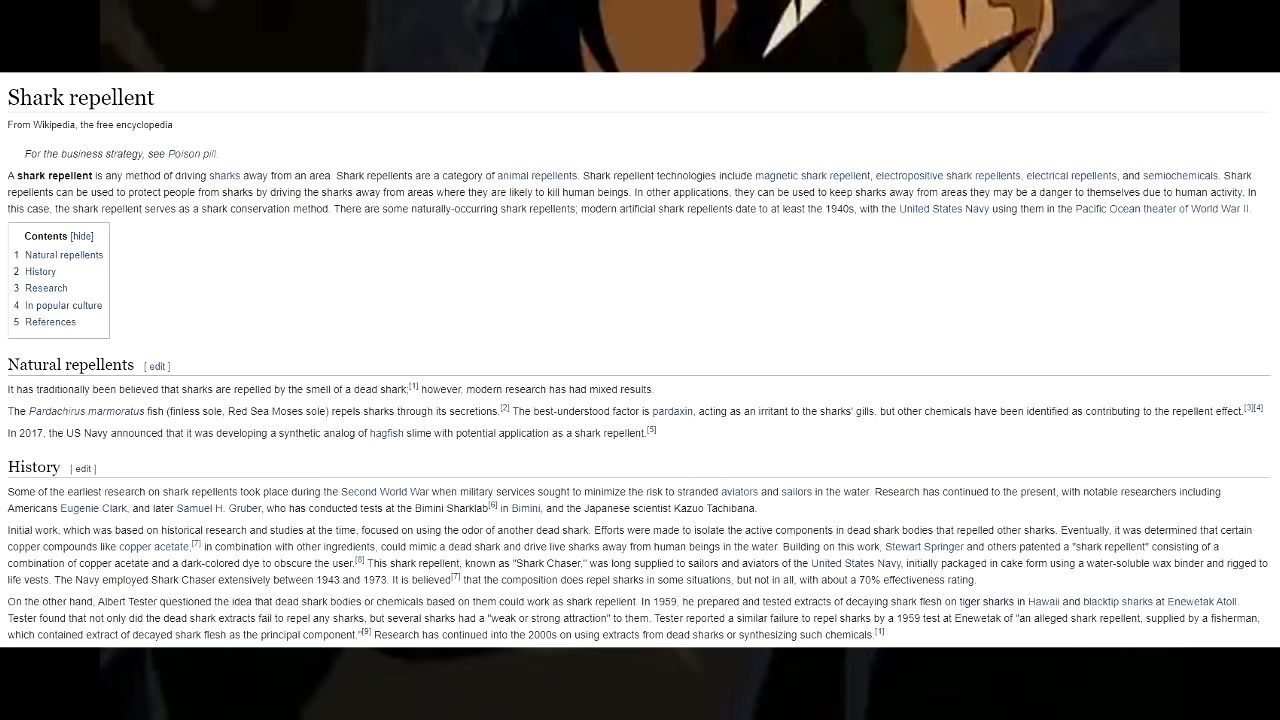 Shark repellent
From Wikipedia, the free encyclopedia
For the business strategy, see Poison pill.
A shark repellent is any method of driving sharks away from an area. Shark repellents are a category of animal repellents. Shark repellent technologies include magnetic shark repellent, electropositive shark repellents, electrical repellents, and semiochemicals. Shark
repellents can be used to protect people from sharks by driving the sharks away from areas where they are likely to kill human beings. In other applications, they can be used to keep sharks away from areas they may be a danger to themselves due to human activity. In
this case, the shark repellent serves as a shark conservation method. There are some naturally-occurring shark repellents; modern artificial shark repellents date to at least the 1940s, with the United States Navy using them in the Pacific Ocean theater of World War II.
Contents [hide]
1 Natural repellents
2 History
3 Research
4 In popular culture
5 References
Natural repellents [ edit ]
It has traditionally been believed that sharks are repelled by the smell of a dead shark;[1] however, modern research has had mixed results.
The Pardachirus marmoratus fish (finless sole, Red Sea Moses sole) repels sharks through its secretions.[2] The best-understood factor is pardaxin, acting as an irritant to the sharks' gills, but other chemicals have been identified as contributing to the repellent effect.[3][4]
In 2017, the US Navy announced that it was developing a synthetic analog of hagfish slime with potential application as a shark repellent.[5]
History [ edit ]
Some of the earliest research on shark repellents took place during the Second World War when military services sought to minimize the risk to stranded aviators and sailors in the water. Research has continued to the present, with notable researchers including
Americans Eugenie Clark, and later Samuel H. Gruber, who has conducted tests at the Bimini Sharklab[6] in Bimini, and the Japanese scientist Kazuo Tachibana.
Initial work, which was based on historical research and studies at the time, focused on using the odor of another dead shark. Efforts were made to isolate the active components in dead shark bodies that repelled other sharks. Eventually, it was determined that certain
copper compounds like copper acetate,[7] in combination with other ingredients, could mimic a dead shark and drive live sharks away from human beings in the water. Building on this work, Stewart Springer and others patented a "shark repellent" consisting of a
combination of copper acetate and a dark-colored dye to obscure the user.[8] This shark repellent, known as "Shark Chaser," was long supplied to sailors and aviators of the United States Navy, initially packaged in cake form using a water-soluble wax binder and rigged to
life vests. The Navy employed Shark Chaser extensively between 1943 and 1973. It is believed[7] that the composition does repel sharks in some situations, but not in all, with about a 70% effectiveness rating.
On the other hand, Albert Tester questioned the idea that dead shark bodies or chemicals based on them could work as shark repellent. In 1959, he prepared and tested extracts of decaying shark flesh on tiger sharks in Hawaii and blacktip sharks at Enewetak Atoll.
Tester found that not only did the dead shark extracts fail to repel any sharks, but several sharks had a "weak or strong attraction" to them. Tester reported a similar failure to repel sharks by a 1959 test at Enewetak of "an alleged shark repellent, supplied by a fisherman,
which contained extract of decayed shark flesh as the principal component."[9] Research has continued into the 2000s on using extracts from dead sharks or synthesizing such chemicals.[1]